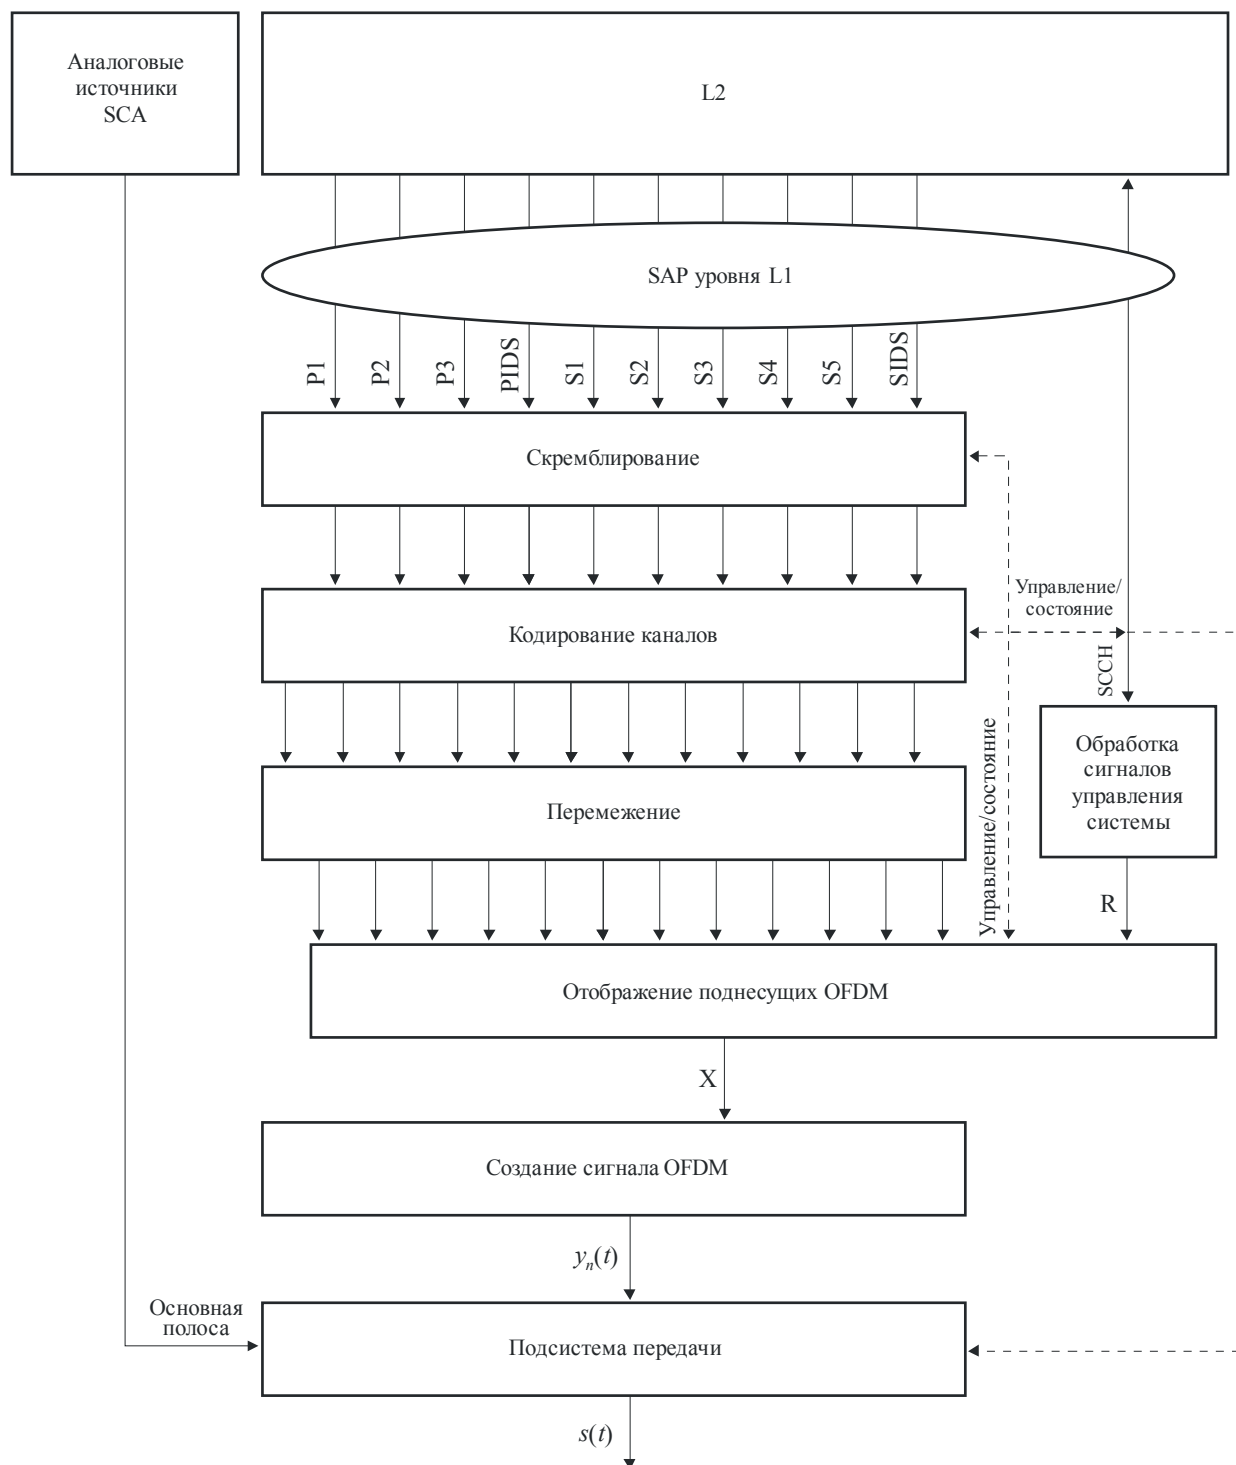 Аналоговые
источники
SCA
L2
SAP уровня L1
P1
P2
P3
PIDS
S1
S2
S3
S4
S5
SIDS
Скремблирование
Управление/
состояние
Кодирование каналов
SCCH
Управление/состояние
Обработка
сигналов
управления
системы
Перемежение
R
Отображение поднесущих OFDM
X
Создание сигнала OFDM
yn(t)
Основная
полоса
Подсистема передачи
s(t)